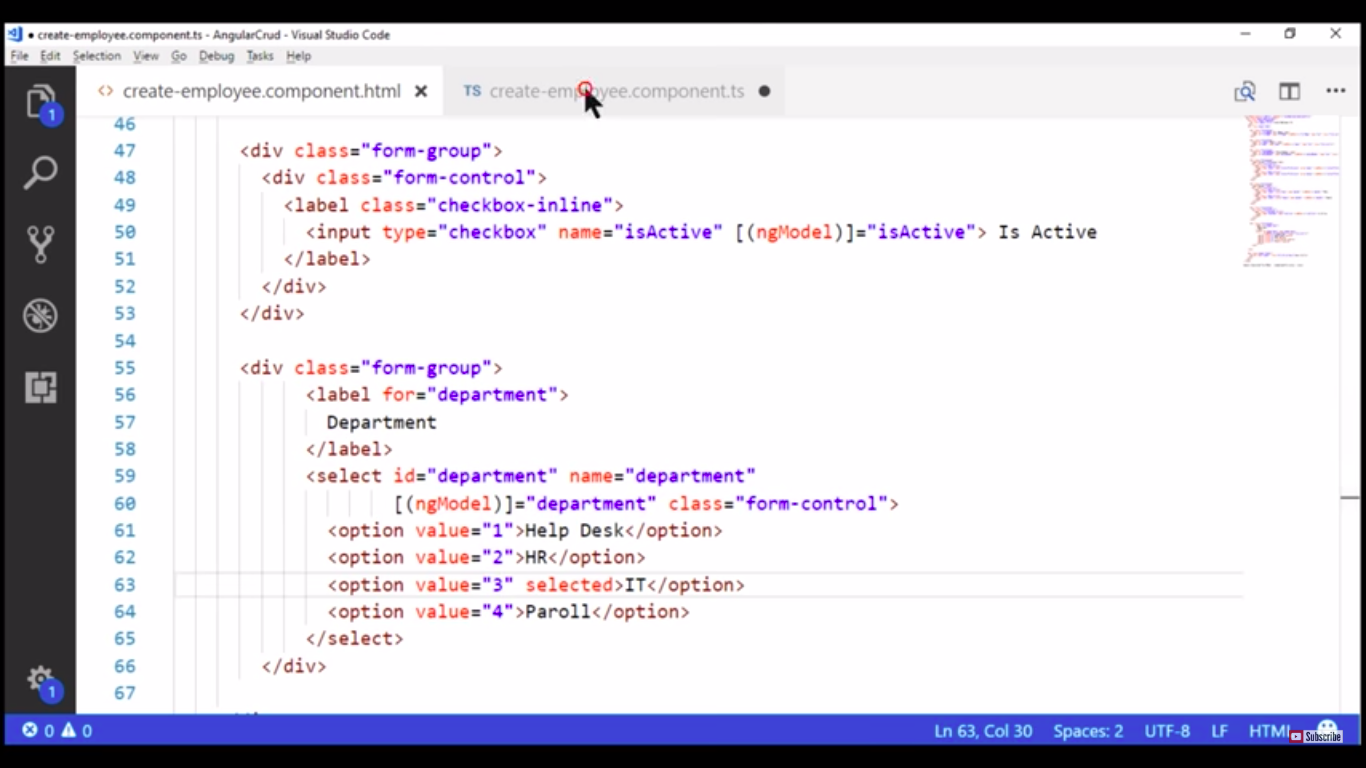 ● create-employee.component.ts - AngularCrud - Visual Studio Code
File Edit Selection View Go Debug Tasks Help
<> create-employee.component.html TS create-employee.component.ts
1
46
47 <div class="form-group">
48 <div class="form-control">
49 <label class="checkbox-inline">
50 <input type="checkbox" name="isActive" [(ngModel)]="isActive"> Is Active
51 </label>
52 </div>
53 </div>
54
55 <div class="form-group">
56 <label for="department">
57 Department
58 </label>
59 <select id="department" name="department"
60 [(ngModel)]="department" class="form-control">
61 <option value="1">Help Desk</option>
62 <option value="2">HR</option>
63 <option value="3" selected>IT</option>
64 <option value="4">Paroll</option>
65 </select>
66 </div>
67
1
0 0 Ln 63, Col 30 Spaces: 2 UTF-8 LF HTML
Subscribe